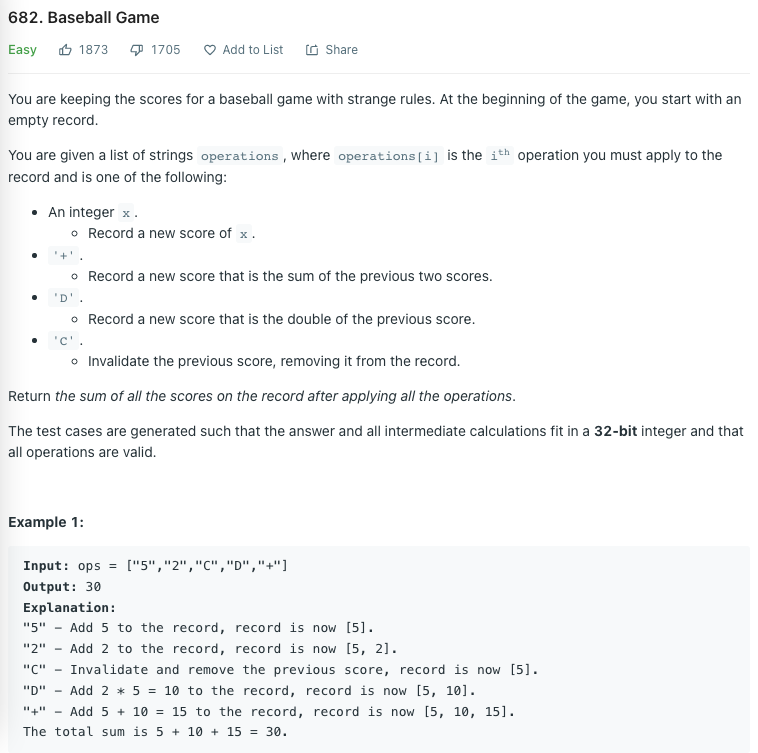 682. Baseball Game
Easy 1873 1705 Add to List Share
You are keeping the scores for a baseball game with strange rules. At the beginning of the game, you start with an
empty record.
You are given a list of strings operations, where operations[i] is the ith operation you must apply to the
record and is one of the following:
• An integer x.
◦ Record a new score of x.
• '+'.
◦ Record a new score that is the sum of the previous two scores.
• 'D'.
◦ Record a new score that is the double of the previous score.
• 'C'.
◦ Invalidate the previous score, removing it from the record.
Return the sum of all the scores on the record after applying all the operations.
The test cases are generated such that the answer and all intermediate calculations fit in a 32-bit integer and that
all operations are valid.
Example 1:
Input: ops = ["5","2","C","D","+"]
Output: 30
Explanation:
"5" – Add 5 to the record, record is now [5].
"2" – Add 2 to the record, record is now [5, 2].
"C" – Invalidate and remove the previous score, record is now [5].
"D" – Add 2 * 5 = 10 to the record, record is now [5, 10].
"+" – Add 5 + 10 = 15 to the record, record is now [5, 10, 15].
The total sum is 5 + 10 + 15 = 30.